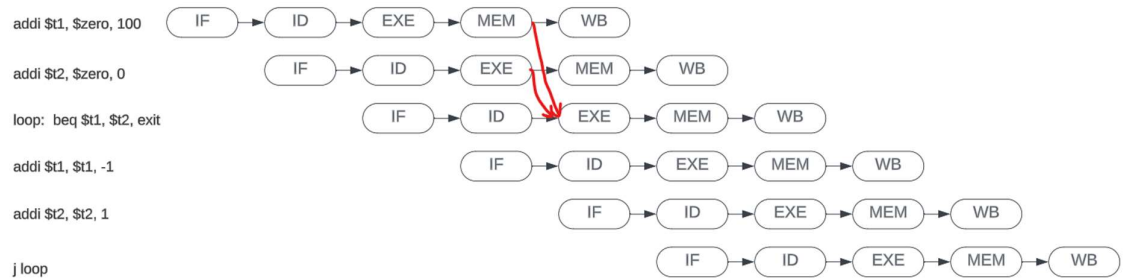 addi $t1, $zero, 100 IF ID EXE MEM WB
addi $t2, $zero, 0 IF ID EXE MEM WB
loop: beq $t1, $t2, exit IF ID EXE MEM WB
addi $t1, $t1, -1 IF ID EXE MEM WB
addi $t2, $t2, 1 IF ID EXE MEM WB
j loop IF ID EXE MEM WB